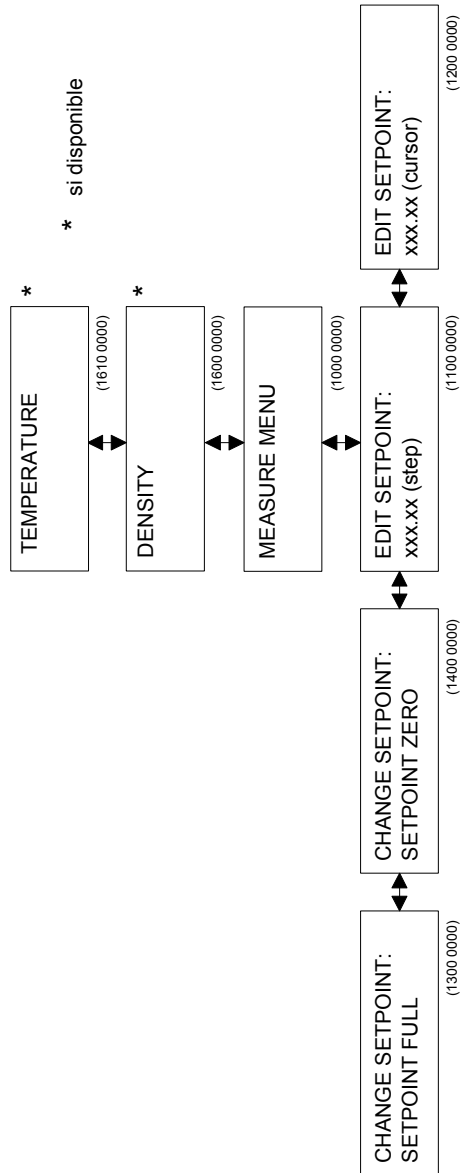 TEMPERATURE
*
(1610 0000)
* si disponible
DENSITY
*
(1600 0000)
MEASURE MENU
(1000 0000)
CHANGE SETPOINT:
SETPOINT FULL
(1300 0000)
CHANGE SETPOINT:
SETPOINT ZERO
(1400 0000)
EDIT SETPOINT:
xxx.xx (step)
(1100 0000)
EDIT SETPOINT:
xxx.xx (cursor)
(1200 0000)